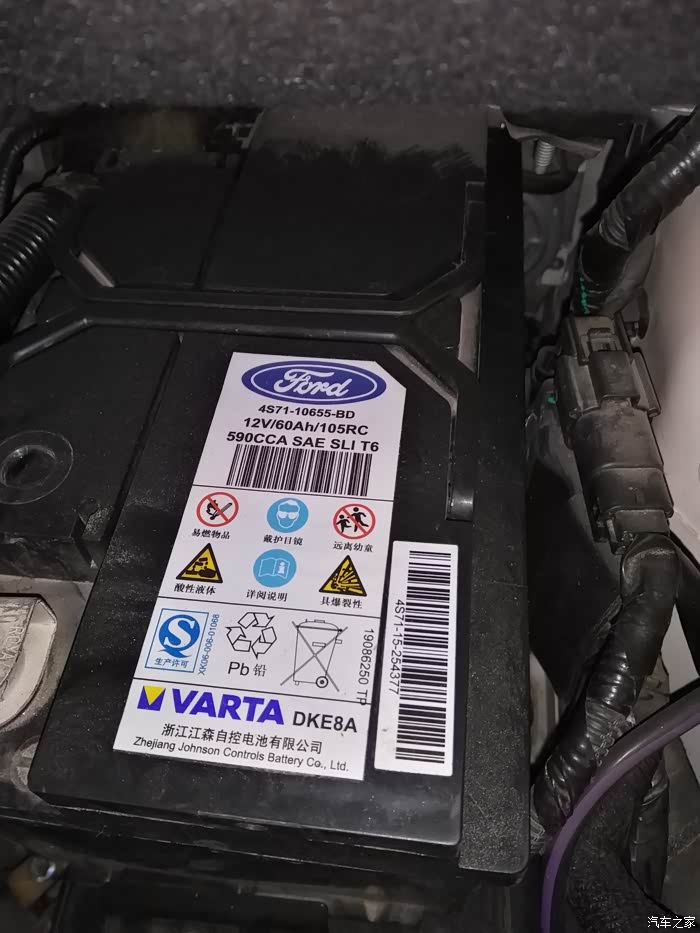 Ford
4S71-10655-BD
12V/60Ah/105RC
590CCA SAE SLI T6
易燃物品
戴护目镜
远离幼童
酸性液体
详阅说明
具爆裂性
S
生产许可
XK06-006-01068
Pb 铅
19086250 TP
VARTA DKE8A
浙江江森自控电池有限公司
Zhejiang Johnson Controls Battery Co., Ltd.
4S71-15-254377
汽车之家